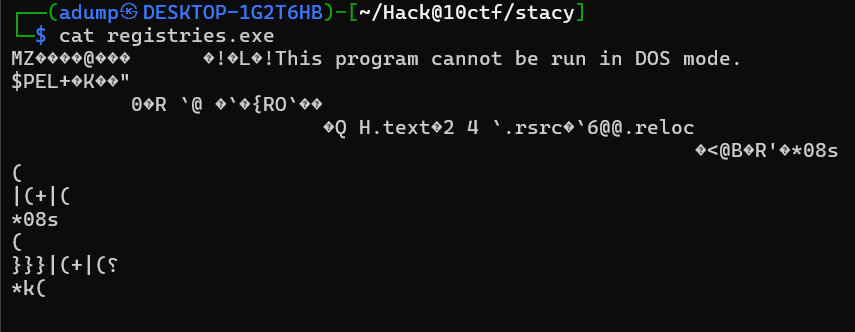 ┌──(adump㉿DESKTOP-1G2T6HB)-[~/Hack@10ctf/stacy]
└─$ cat registries.exe
MZ����@���      �!�L�!This program cannot be run in DOS mode.
$PEL+�K��"
          0�R `@ �`�{RO`��
                          �Q H.text�2 4 `.rsrc�`6@@.reloc
                                                         �<@B�R'�*08s
(
|(+|(
*08s
(
}}}|(+|(؟
*k(